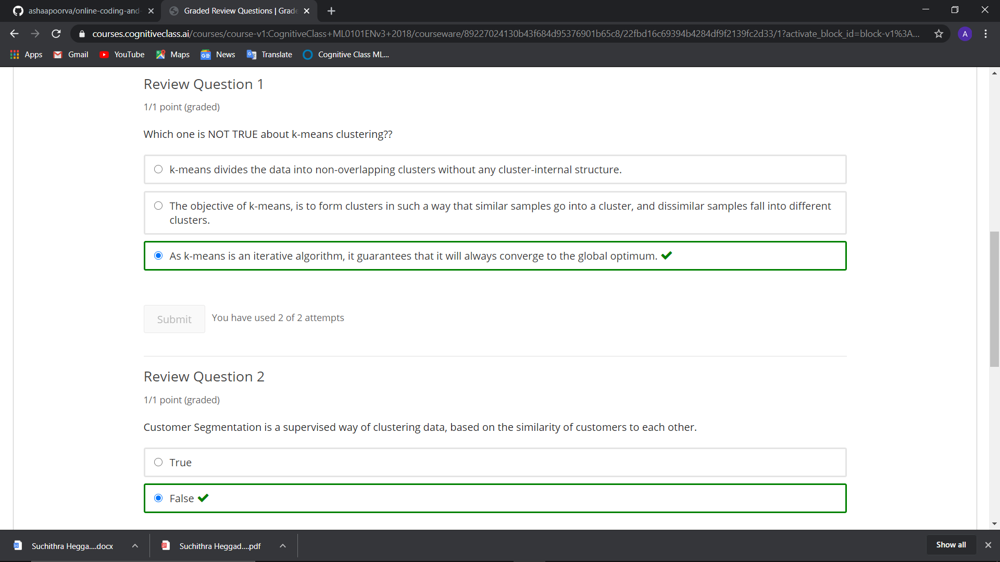 ashaapoorva/online-coding-and-
Graded Review Questions | Grade
courses.cognitiveclass.ai/courses/course-v1:CognitiveClass+ML0101ENv3+2018/courseware/89227024130b43f684d95376901b65c8/22fbd16c69394b4284df9f2139fc2d33/1?activate_block_id=block-v1%3A...
A
Apps Gmail YouTube Maps News Translate Cognitive Class ML...
Review Question 1
1/1 point (graded)
Which one is NOT TRUE about k-means clustering??
k-means divides the data into non-overlapping clusters without any cluster-internal structure.
The objective of k-means, is to form clusters in such a way that similar samples go into a cluster, and dissimilar samples fall into different
clusters.
As k-means is an iterative algorithm, it guarantees that it will always converge to the global optimum.
Submit You have used 2 of 2 attempts
Review Question 2
1/1 point (graded)
Customer Segmentation is a supervised way of clustering data, based on the similarity of customers to each other.
True
False
Suchithra Hegga....docx Suchithra Heggad....pdf Show all